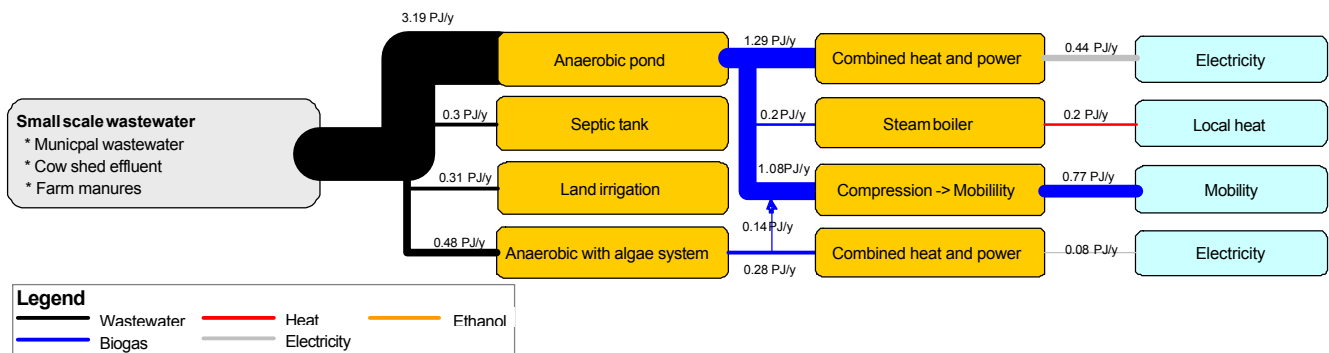 3.19 PJ/y
Small scale wastewater
* Municpal wastewater
* Cow shed effluent
* Farm manures
Anaerobic pond
1.29 PJ/y
Combined heat and power
0.44 PJ/y
Electricity
0.3 PJ/y
Septic tank
0.2 PJ/y
Steam boiler
0.2 PJ/y
Local heat
0.31 PJ/y
Land irrigation
1.08PJ/y
Compression -> Mobilility
0.77 PJ/y
Mobility
0.48 PJ/y
Anaerobic with algae system
0.14 PJ/y
0.28 PJ/y
Combined heat and power
0.08 PJ/y
Electricity
Legend
Wastewater
Heat
Ethanol
Biogas
Electricity